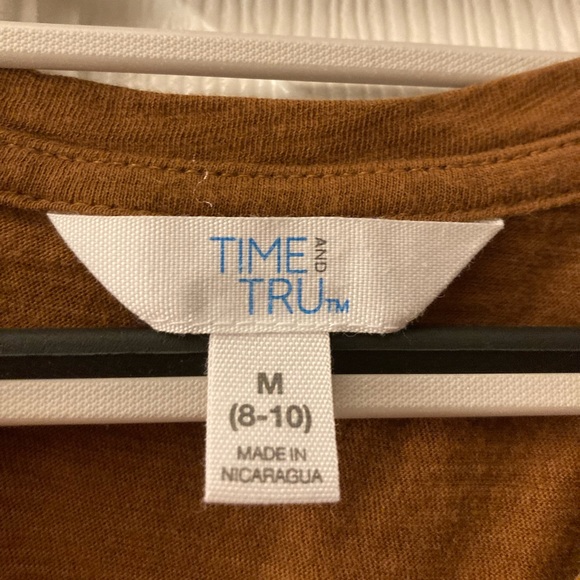 TIME AND
TRU™
M
(8-10)
MADE IN
NICARAGUA